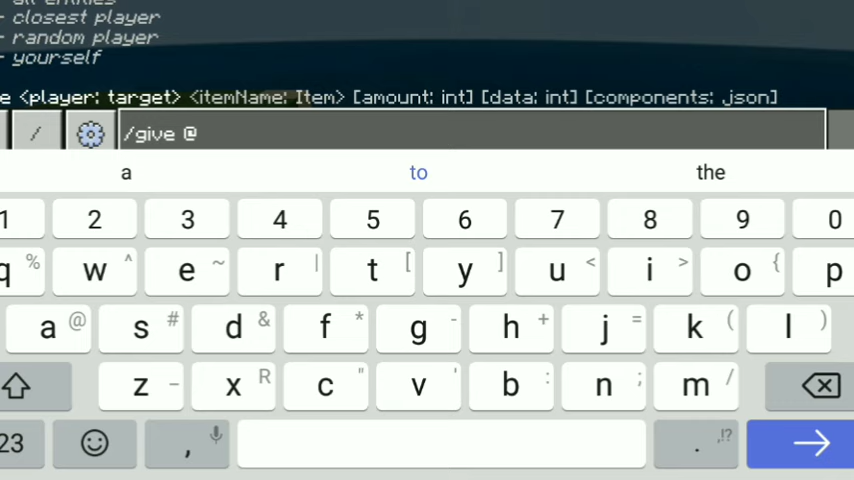 - closest player
- random player
- yourself
e <player: target> <itemName: Item> [amount: int] [data: int] [components: json]
/ /give @
a to the
1 2 3 4 5 6 7 8 9 0
q % w ^ e ~ r | t [ y ] u < i > o { p
a @ s # d & f * g - h + j = k ( l )
z _ x R c " v ' b : n ; m /
23 , . ,!?